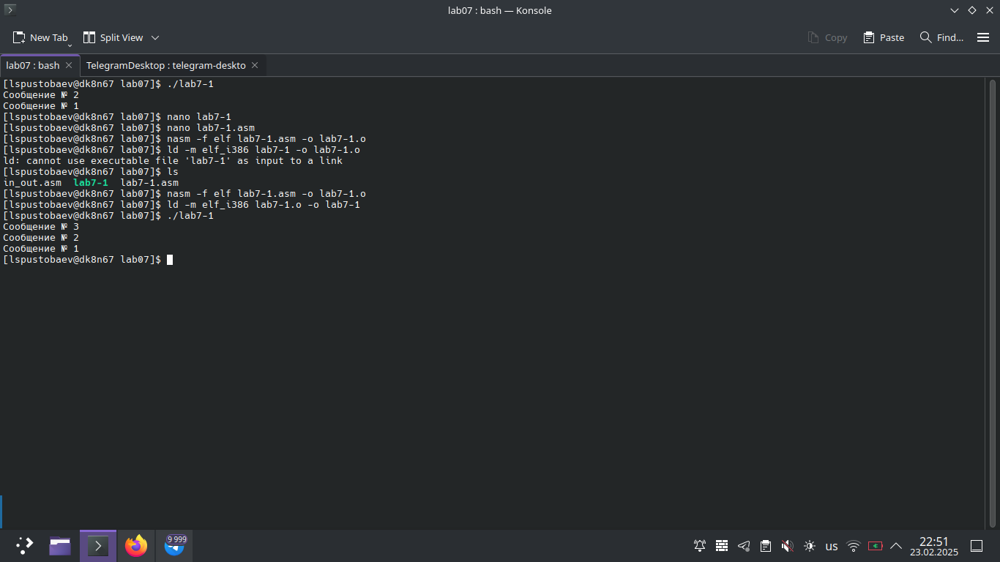 lab07 : bash — Konsole
New Tab
Split View
Copy
Paste
Find...
lab07 : bash
TelegramDesktop : telegram-deskto
[lspustobaev@dk8n67 lab07]$ ./lab7-1
Сообщение № 2
Сообщение № 1
[lspustobaev@dk8n67 lab07]$ nano lab7-1
[lspustobaev@dk8n67 lab07]$ nano lab7-1.asm
[lspustobaev@dk8n67 lab07]$ nasm -f elf lab7-1.asm -o lab7-1.o
[lspustobaev@dk8n67 lab07]$ ld -m elf_i386 lab7-1 -o lab7-1.o
ld: cannot use executable file 'lab7-1' as input to a link
[lspustobaev@dk8n67 lab07]$ ls
in_out.asm  lab7-1  lab7-1.asm
[lspustobaev@dk8n67 lab07]$ nasm -f elf lab7-1.asm -o lab7-1.o
[lspustobaev@dk8n67 lab07]$ ld -m elf_i386 lab7-1.o -o lab7-1
[lspustobaev@dk8n67 lab07]$ ./lab7-1
Сообщение № 3
Сообщение № 2
Сообщение № 1
[lspustobaev@dk8n67 lab07]$
9 999
us
22:51
23.02.2025